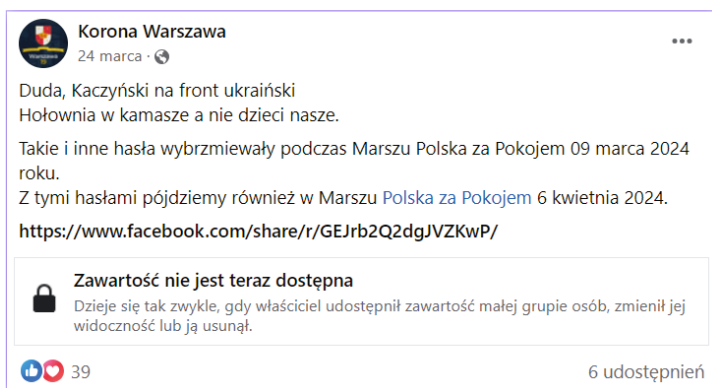 Korona Warszawa
24 marca ·
Duda, Kaczyński na front ukraiński
Hołownia w kamasze a nie dzieci nasze.
Takie i inne hasła wybrzmiewały podczas Marszu Polska za Pokojem 09 marca 2024
roku.
Z tymi hasłami pójdziemy również w Marszu Polska za Pokojem 6 kwietnia 2024.
https://www.facebook.com/share/r/GEJrb2Q2dgJVZKwP/
Zawartość nie jest teraz dostępna
Dzieje się tak zwykle, gdy właściciel udostępnił zawartość małej grupie osób, zmienił jej
widoczność lub ją usunął.
39
6 udostępnień